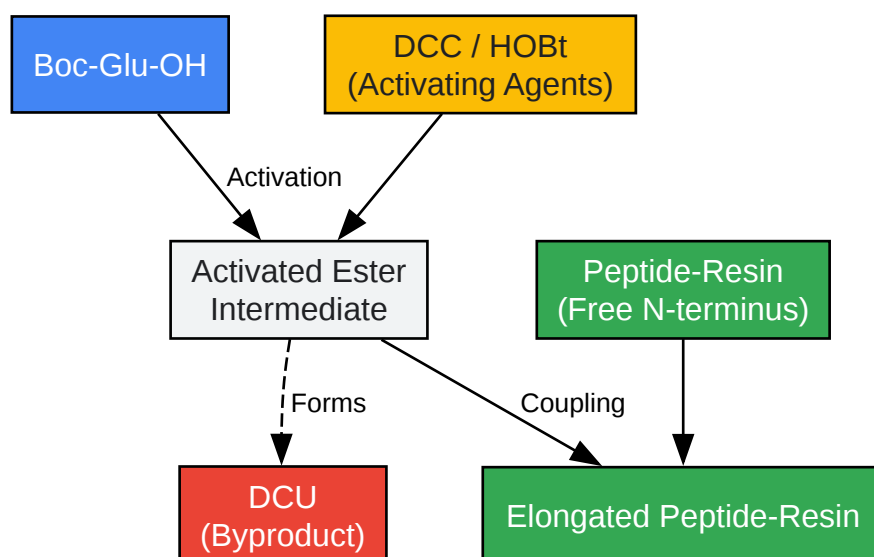 Boc-Glu-OH
DCC / HOBt
(Activating Agents)
Activation
Activated Ester
Intermediate
Peptide-Resin
(Free N-terminus)
Forms
Coupling
DCU
(Byproduct)
Elongated Peptide-Resin